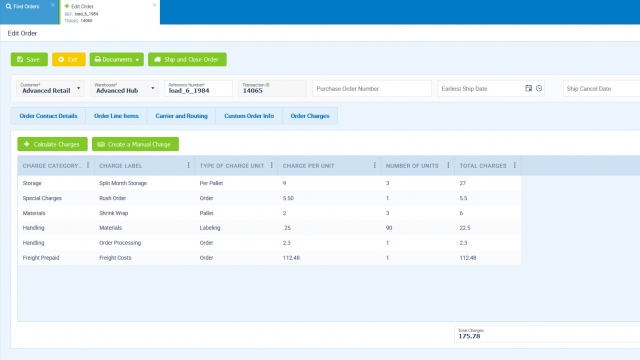 Find Orders
Edit Order
REF: load_6_1984
TRANS: 14065
Edit Order
Save
Exit
Documents
Ship and Close Order
Customer*
Advanced Retail
Warehouse*
Advanced Hub
Reference Number*
load_6_1984
Transaction ID
14065
Purchase Order Number
Earliest Ship Date
Ship Cancel Date
Order Contact Details
Order Line Items
Carrier and Routing
Custom Order Info
Order Charges
Calculate Charges
Create a Manual Charge
CHARGE CATEGORY... CHARGE LABEL TYPE OF CHARGE UNIT CHARGE PER UNIT NUMBER OF UNITS TOTAL CHARGES
Storage Split Month Storage Per Pallet 9 3 27
Special Charges Rush Order Order 5.50 1 5.5
Materials Shrink Wrap Pallet 2 3 6
Handling Materials Labeling .25 90 22.5
Handling Order Processing Order 2.3 1 2.3
Freight Prepaid Freight Costs Order 112.48 1 112.48
Total Charges
175.78